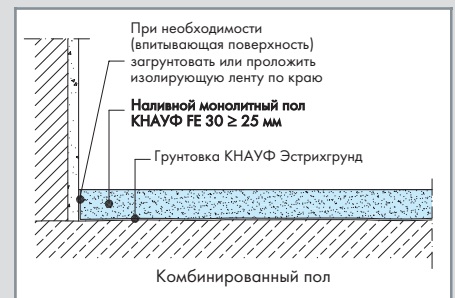 При необходимости
(впитывающая поверхность)
загрунтовать или проложить
изолирующую ленту по краю
Наливной монолитный пол
КНАУФ FE 30 ≥ 25 мм
Грунтовка КНАУФ Эстрихгрунд
Комбинированный пол